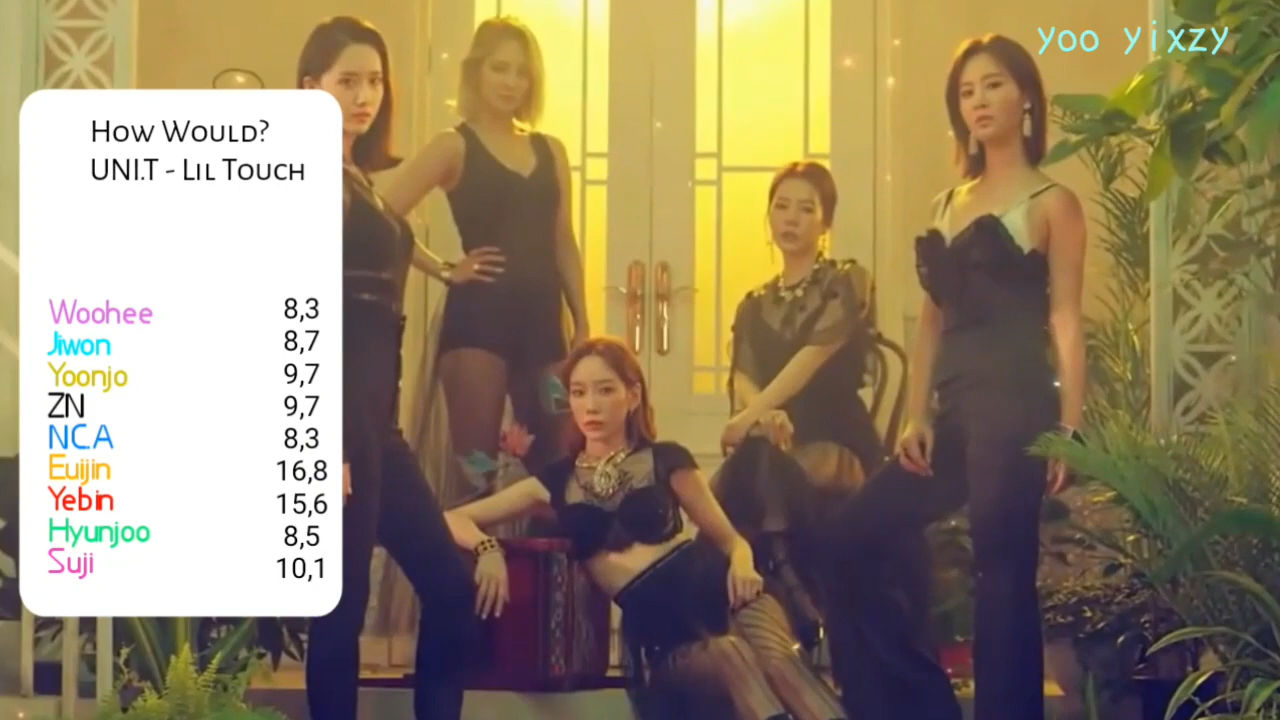 yoo yixzy
How Would?
UNI.T - Lil Touch
Woohee 8,3
Jiwon 8,7
Yoonjo 9,7
ZN 9,7
NC.A 8,3
Euijin 16,8
Yebin 15,6
Hyunjoo 8,5
Suji 10,1